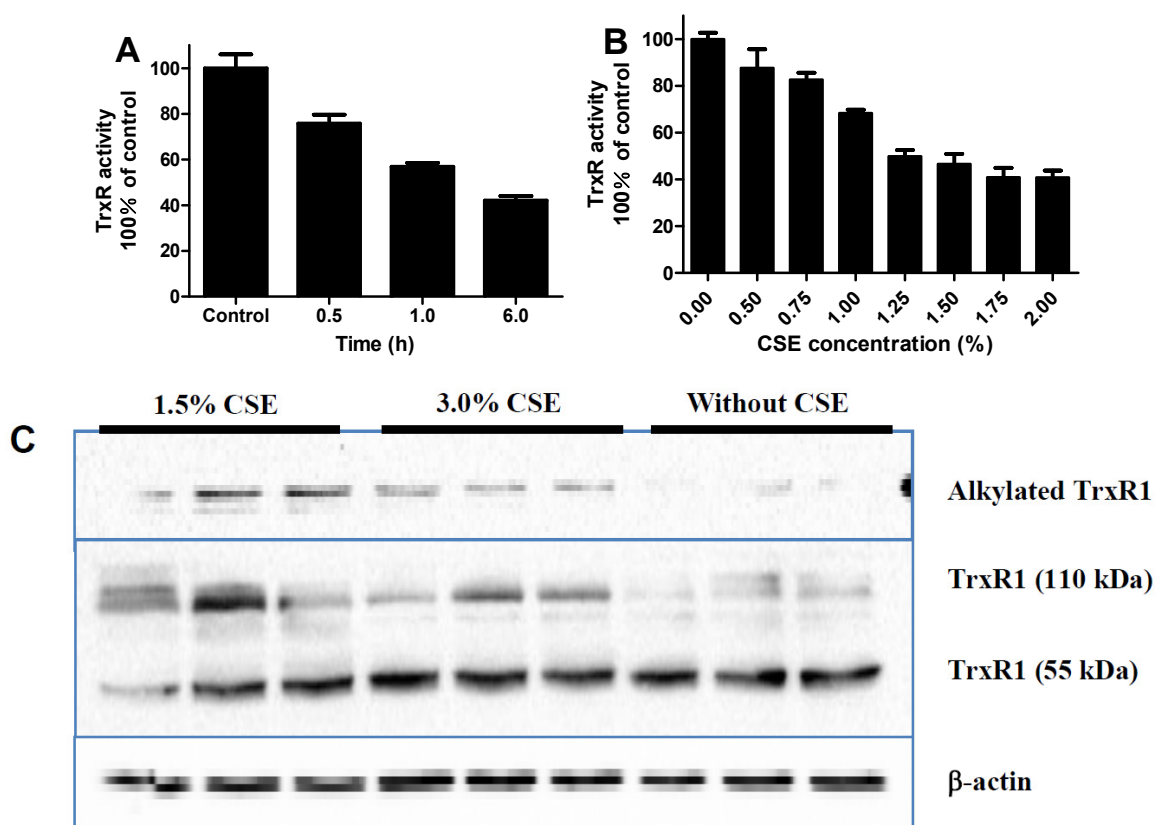 A
TrxR activity
100% of control
100
80
60
40
20
0
Control 0.5 1.0 6.0
Time (h)
B
TrxR activity
100% of control
100
80
60
40
20
0
0.00 0.50 0.75 1.00 1.25 1.50 1.75 2.00
CSE concentration (%)
C
1.5% CSE 3.0% CSE Without CSE
Alkylated TrxR1
TrxR1 (110 kDa)
TrxR1 (55 kDa)
β-actin